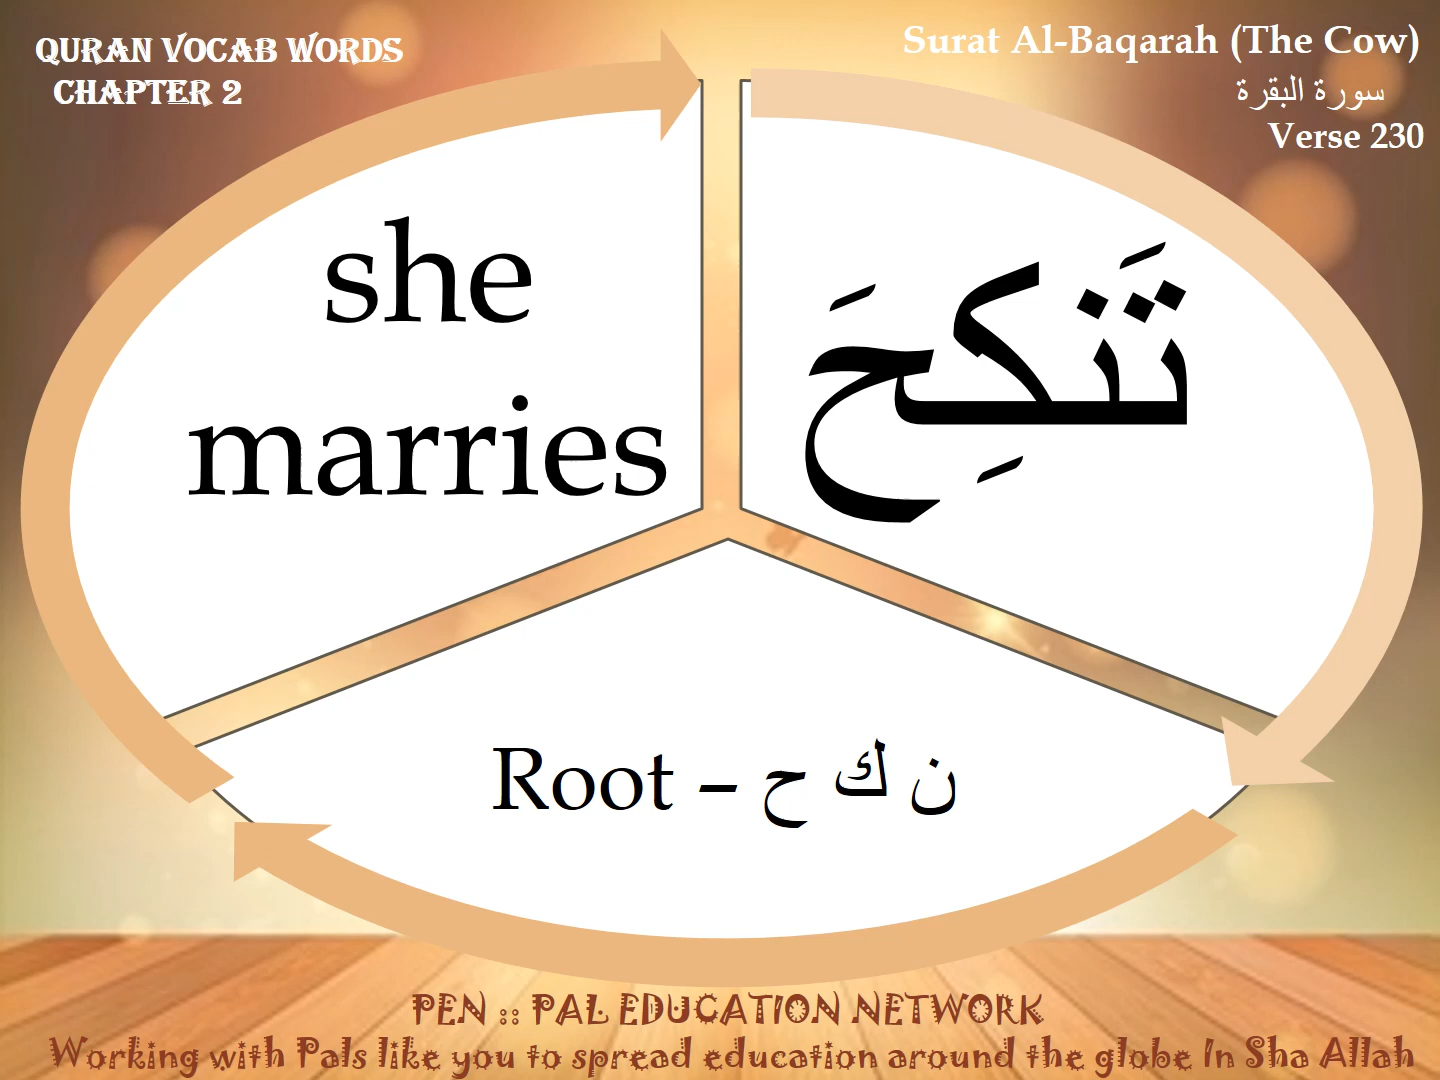 QURAN VOCAB WORDS
CHAPTER 2
Surat Al-Baqarah (The Cow)
سورة البقرة
Verse 230
she
marries
تَنكِحَ
Root – ن ك ح
PEN :: PAL EDUCATION NETWORK
Working with Pals like you to spread education around the globe In Sha Allah